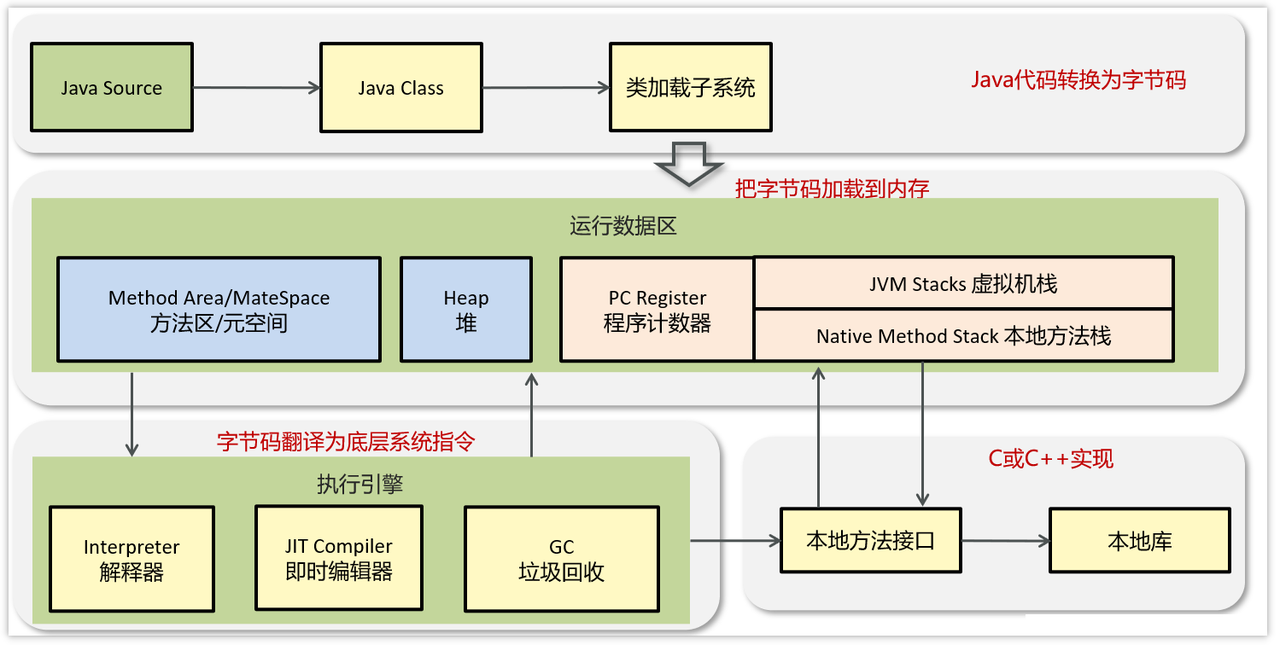 Java Source
Java Class
类加载子系统
Java代码转换为字节码
把字节码加载到内存
运行数据区
Method Area/MateSpace
方法区/元空间
Heap
堆
PC Register
程序计数器
JVM Stacks 虚拟机栈
Native Method Stack 本地方法栈
字节码翻译为底层系统指令
执行引擎
Interpreter
解释器
JIT Compiler
即时编辑器
GC
垃圾回收
C或C++实现
本地方法接口
本地库